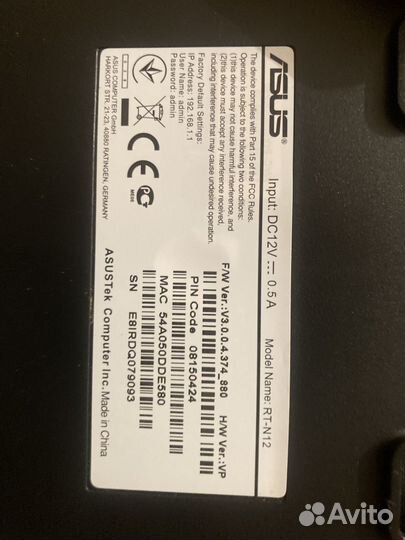 ASUS®
Input: DC12V 0.5 A
Model Name: RT-N12
The device complies with Part 15 of the FCC Rules.
Operation is subject to the following two conditions:
(1)this device may not cause harmful interference, and
(2)this device must accept any interference received,
including interference that may cause undesired operation.
F/W Ver.:V3.0.0.4.374_880
H/W Ver.:VP
Factory Default Settings:
IP Address: 192.168.1.1
User Name: admin
Password: admin
PIN Code 08150424
MAC 54A050DDE580
SN E8IRDQ079093
CE
PC
ME06
ASUS COMPUTER GmbH
HARKORT STR. 21-23, 40880 RATINGEN, GERMANY
ASUSTek Computer Inc. Made in China
Avito